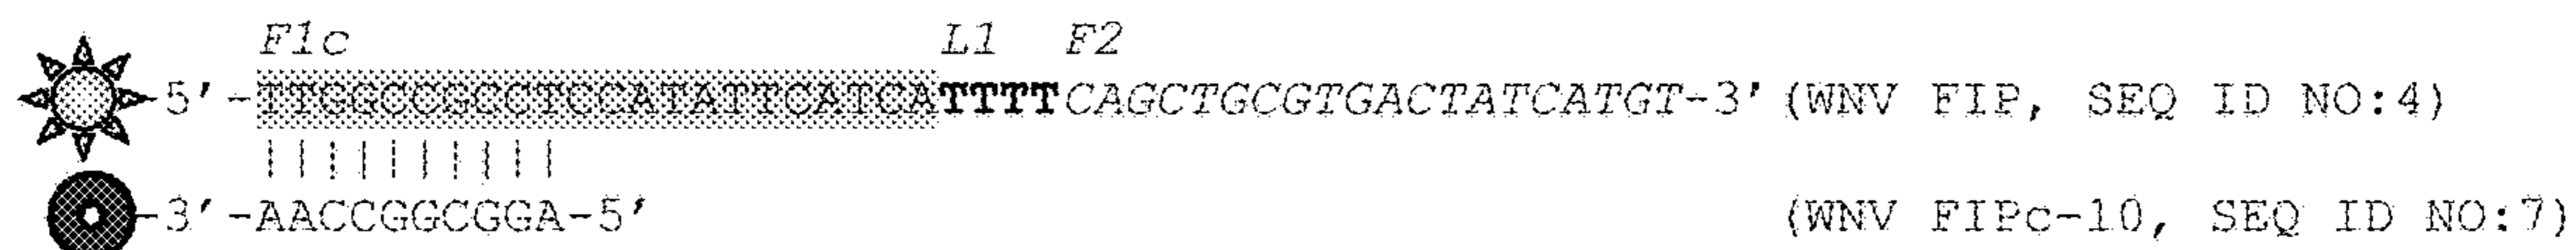 F1c L1 F2
5'-TTGGCCGCCTCCATATTCATCATTTTCAGCTGCGTGACTATCATGT-3' (WNV FIP, SEQ ID NO:4)
3'-AACCGGCGGA-5' (WNV FIPc-10, SEQ ID NO:7)